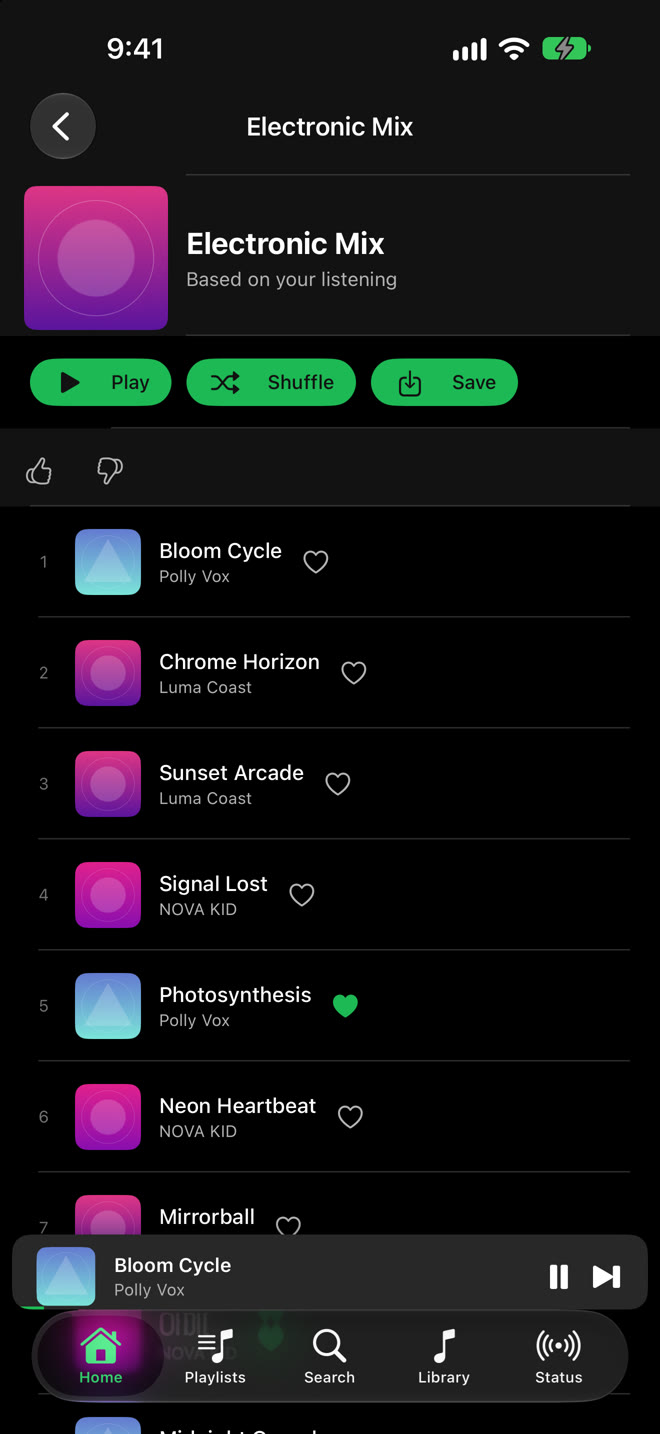 9:41
Electronic Mix
Electronic Mix
Based on your listening
Play
Shuffle
Save
1
Bloom Cycle
Polly Vox
2
Chrome Horizon
Luma Coast
3
Sunset Arcade
Luma Coast
4
Signal Lost
NOVA KID
5
Photosynthesis
Polly Vox
6
Neon Heartbeat
NOVA KID
7
Mirrorball
Bloom Cycle
Polly Vox
NOVA KID
Home
Playlists
Search
Library
Status